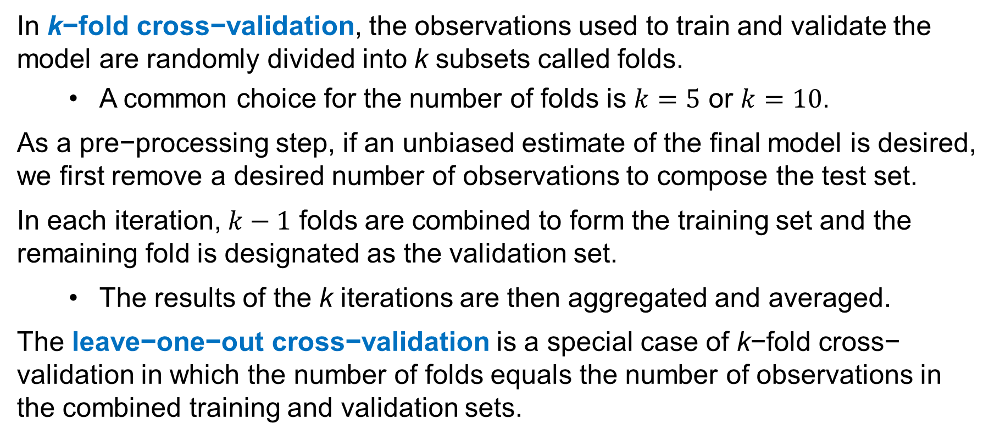 In k−fold cross−validation, the observations used to train and validate the
model are randomly divided into k subsets called folds.
• A common choice for the number of folds is k = 5 or k = 10.
As a pre−processing step, if an unbiased estimate of the final model is desired,
we first remove a desired number of observations to compose the test set.
In each iteration, k − 1 folds are combined to form the training set and the
remaining fold is designated as the validation set.
• The results of the k iterations are then aggregated and averaged.
The leave−one−out cross−validation is a special case of k−fold cross−
validation in which the number of folds equals the number of observations in
the combined training and validation sets.